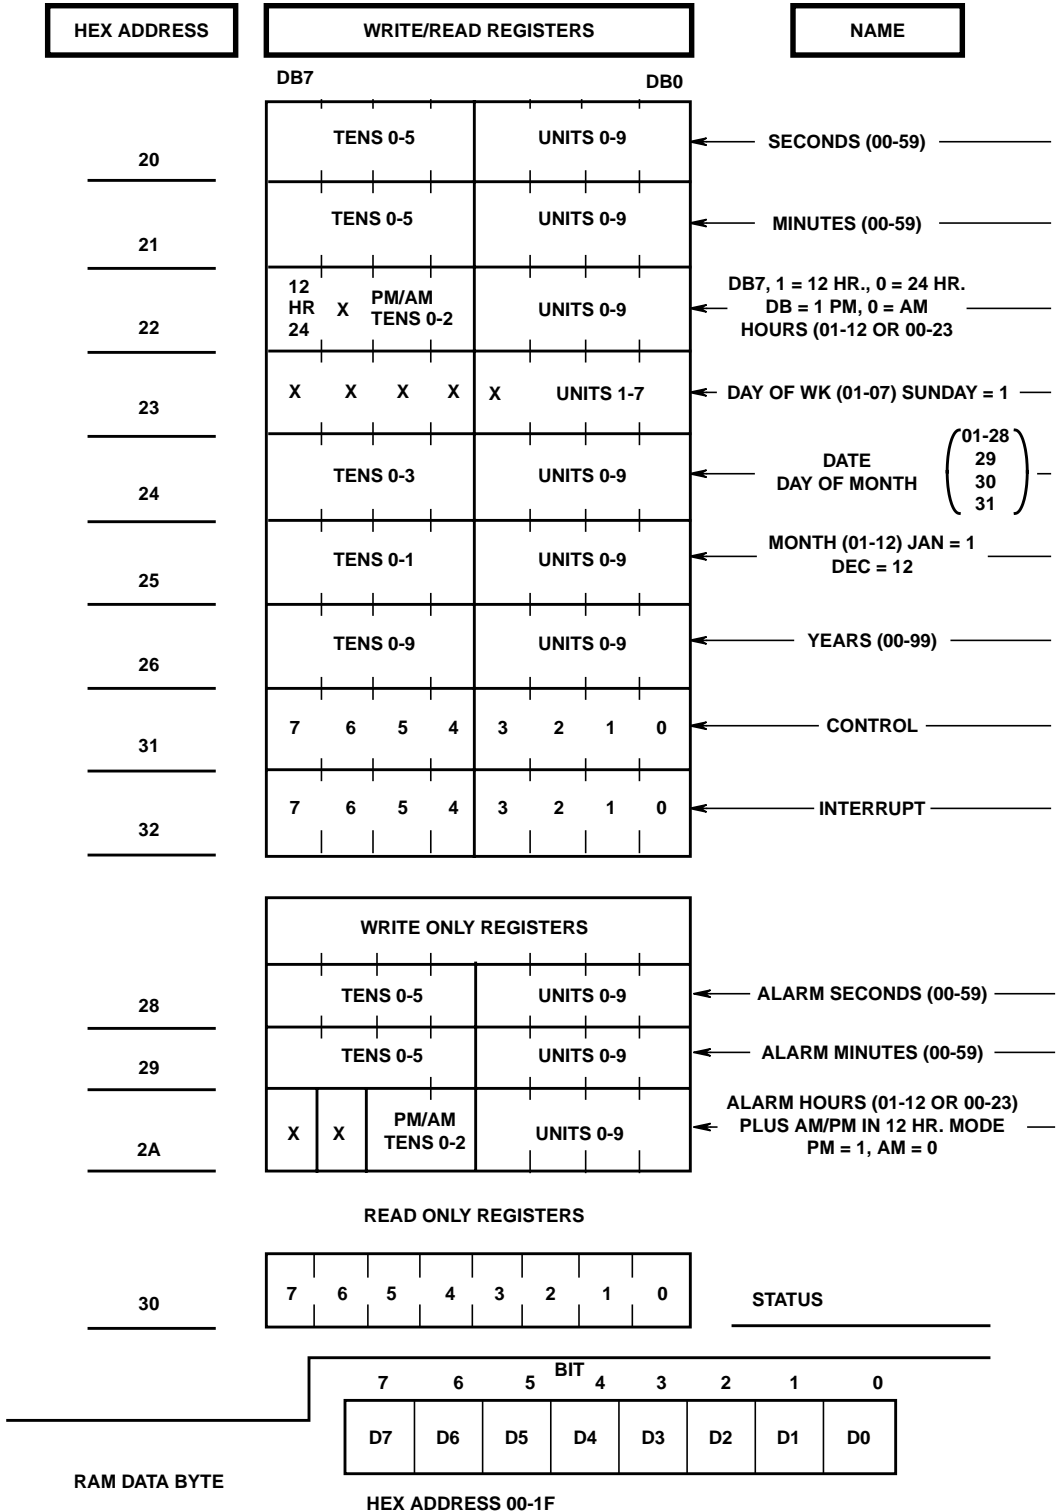 HEX ADDRESS WRITE/READ REGISTERS NAME
DB7 DB0
20 TENS 0-5 UNITS 0-9 SECONDS (00-59)
21 TENS 0-5 UNITS 0-9 MINUTES (00-59)
22 12 HR 24 X PM/AM TENS 0-2 UNITS 0-9
DB7, 1 = 12 HR., 0 = 24 HR.
DB = 1 PM, 0 = AM
HOURS (01-12 OR 00-23
23 X X X X X UNITS 1-7 DAY OF WK (01-07) SUNDAY = 1
24 TENS 0-3 UNITS 0-9
DATE
DAY OF MONTH
01-28
29
30
31
25 TENS 0-1 UNITS 0-9
MONTH (01-12) JAN = 1
DEC = 12
26 TENS 0-9 UNITS 0-9 YEARS (00-99)
31 7 6 5 4 3 2 1 0 CONTROL
32 7 6 5 4 3 2 1 0 INTERRUPT
WRITE ONLY REGISTERS
28 TENS 0-5 UNITS 0-9 ALARM SECONDS (00-59)
29 TENS 0-5 UNITS 0-9 ALARM MINUTES (00-59)
2A X X PM/AM TENS 0-2 UNITS 0-9
ALARM HOURS (01-12 OR 00-23)
PLUS AM/PM IN 12 HR. MODE
PM = 1, AM = 0
READ ONLY REGISTERS
30 7 6 5 4 3 2 1 0 STATUS
BIT
7 6 5 4 3 2 1 0
D7 D6 D5 D4 D3 D2 D1 D0
RAM DATA BYTE
HEX ADDRESS 00-1F